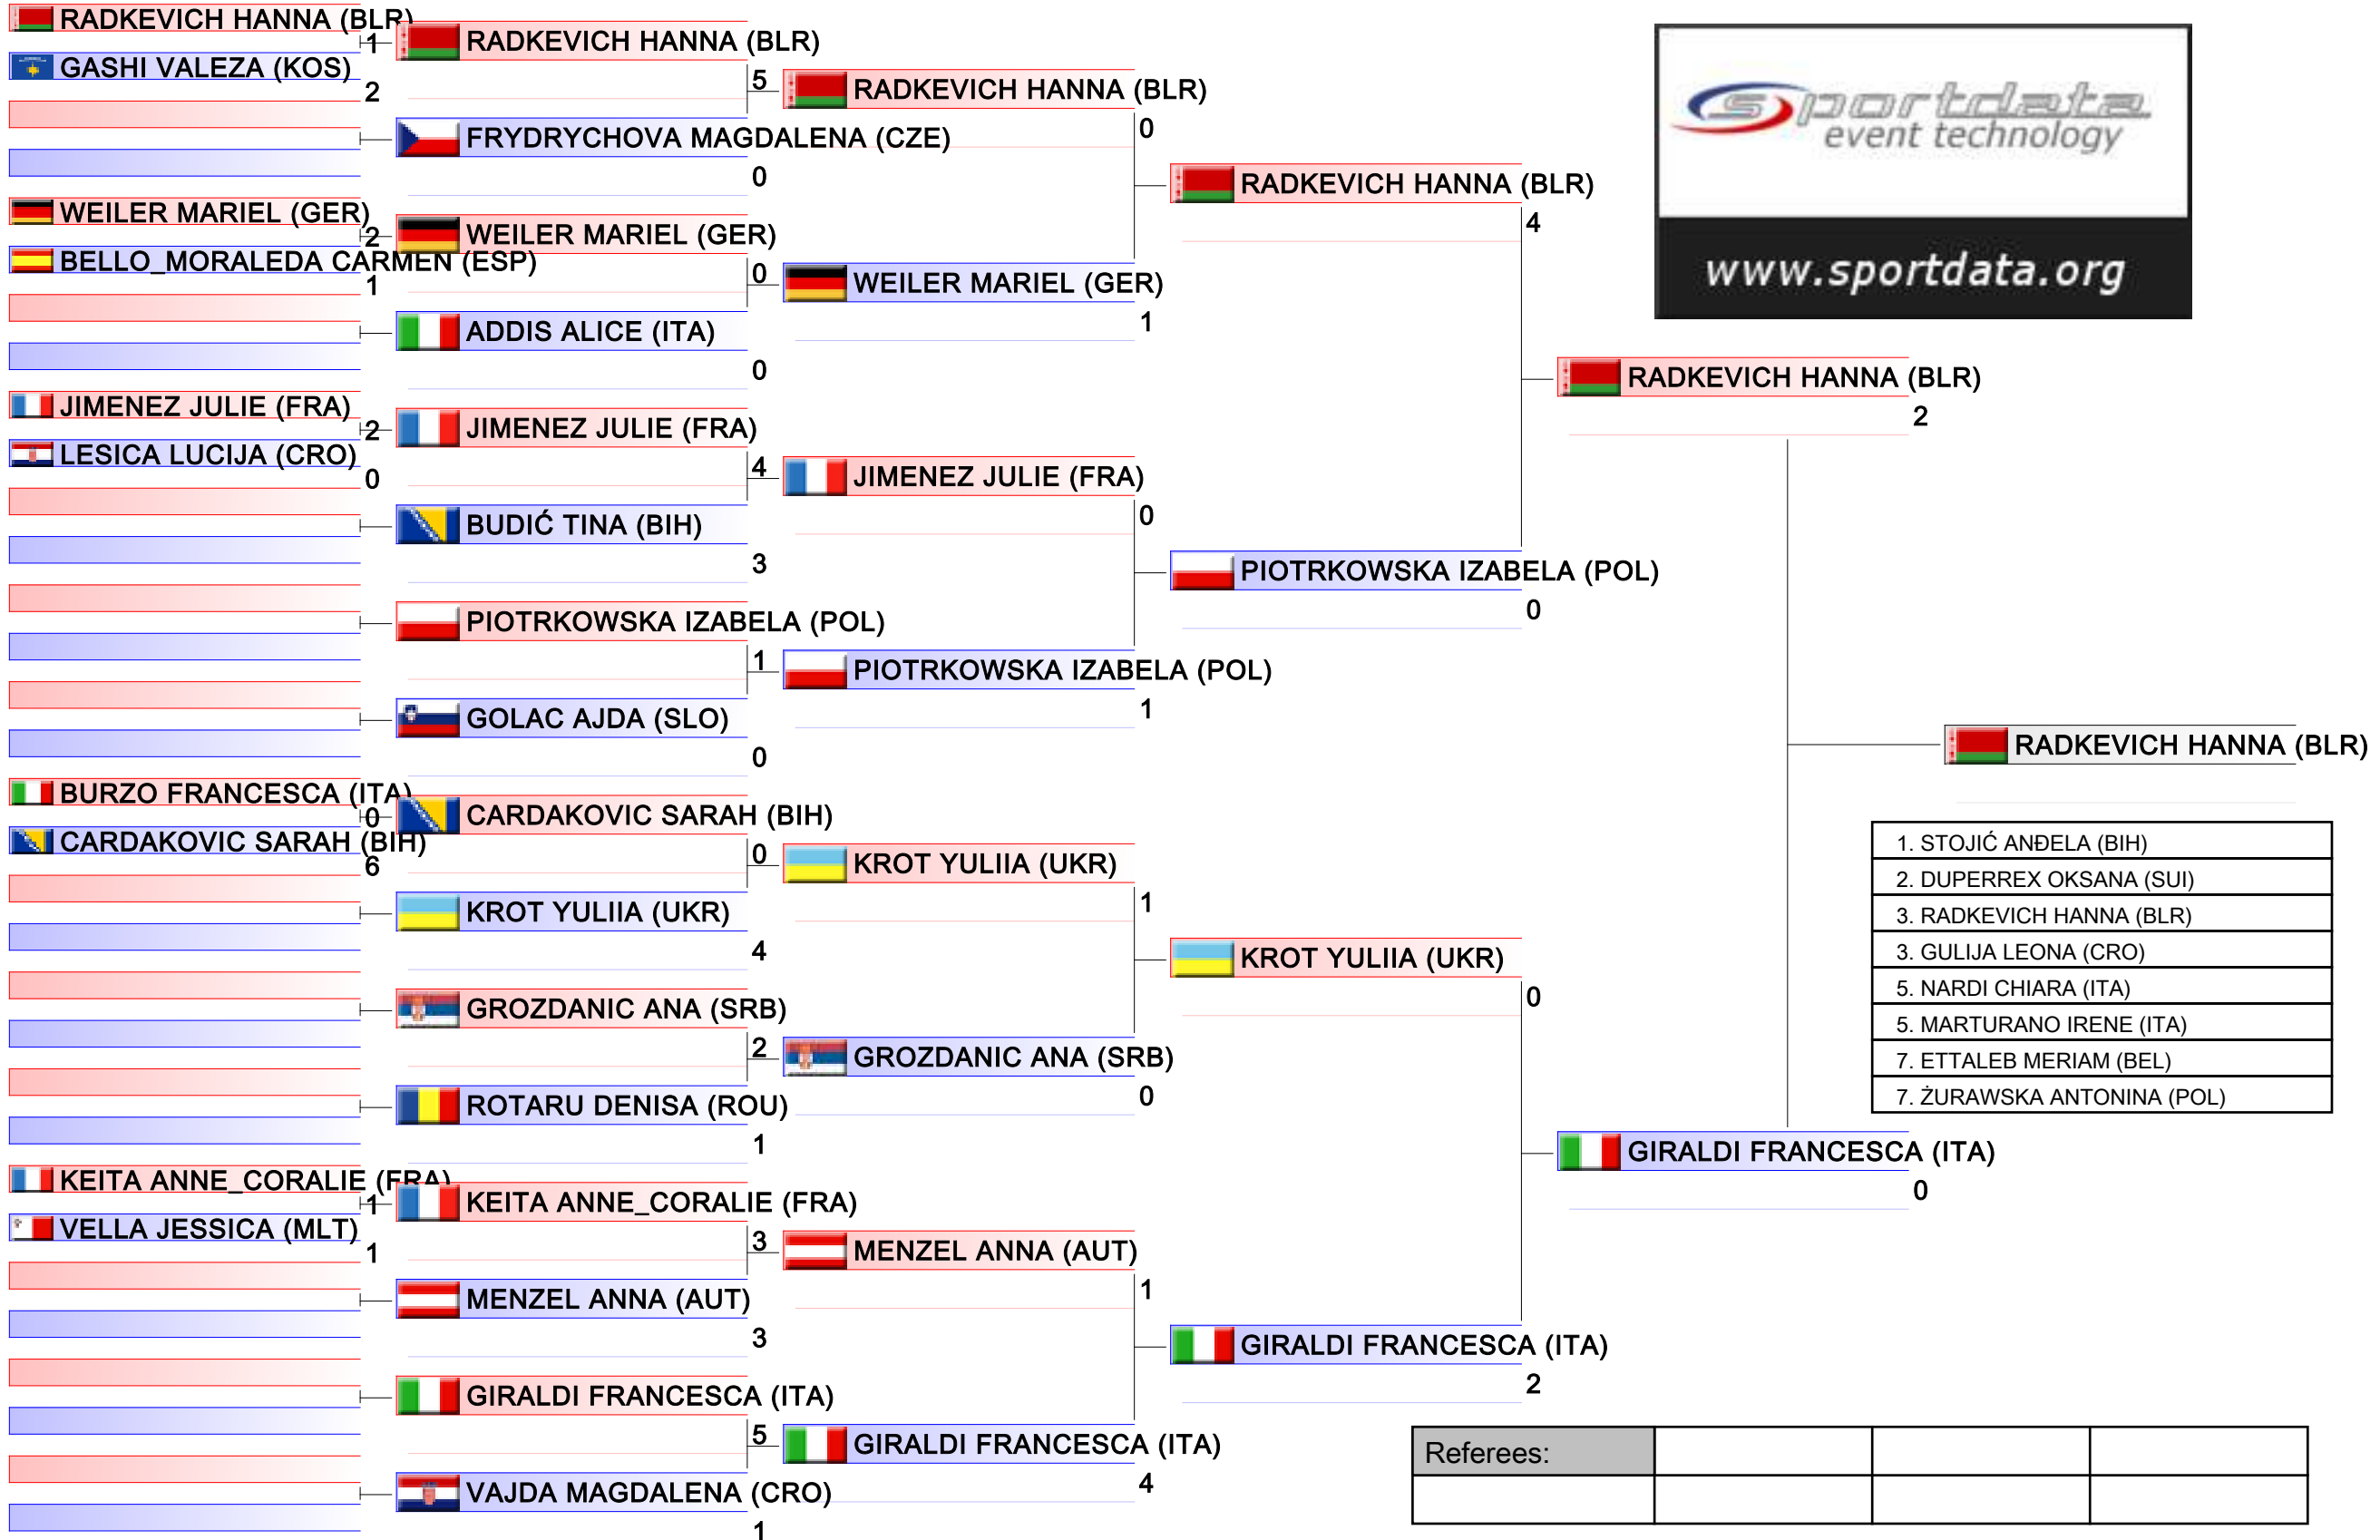 RADKEVICH HANNA (BLR)
1
GASHI VALEZA (KOS)
2
WEILER MARIEL (GER)
2
BELLO_MORALEDA CARMEN (ESP)
1
JIMENEZ JULIE (FRA)
2
LESICA LUCIJA (CRO)
0
BURZO FRANCESCA (ITA)
0
CARDAKOVIC SARAH (BIH)
6
KEITA ANNE_CORALIE (FRA)
1
VELLA JESSICA (MLT)
1
RADKEVICH HANNA (BLR)
5
FRYDRYCHOVA MAGDALENA (CZE)
0
WEILER MARIEL (GER)
0
ADDIS ALICE (ITA)
0
JIMENEZ JULIE (FRA)
4
BUDIĆ TINA (BIH)
3
PIOTRKOWSKA IZABELA (POL)
1
GOLAC AJDA (SLO)
0
CARDAKOVIC SARAH (BIH)
0
KROT YULIIA (UKR)
4
GROZDANIC ANA (SRB)
2
ROTARU DENISA (ROU)
1
KEITA ANNE_CORALIE (FRA)
3
MENZEL ANNA (AUT)
3
GIRALDI FRANCESCA (ITA)
5
VAJDA MAGDALENA (CRO)
1
RADKEVICH HANNA (BLR)
0
WEILER MARIEL (GER)
1
JIMENEZ JULIE (FRA)
0
PIOTRKOWSKA IZABELA (POL)
1
KROT YULIIA (UKR)
1
GROZDANIC ANA (SRB)
0
MENZEL ANNA (AUT)
1
GIRALDI FRANCESCA (ITA)
4
RADKEVICH HANNA (BLR)
4
PIOTRKOWSKA IZABELA (POL)
0
KROT YULIIA (UKR)
0
GIRALDI FRANCESCA (ITA)
2
RADKEVICH HANNA (BLR)
2
GIRALDI FRANCESCA (ITA)
0
RADKEVICH HANNA (BLR)
sportdata
event technology
www.sportdata.org
1. STOJIĆ ANĐELA (BIH)
2. DUPERREX OKSANA (SUI)
3. RADKEVICH HANNA (BLR)
3. GULIJA LEONA (CRO)
5. NARDI CHIARA (ITA)
5. MARTURANO IRENE (ITA)
7. ETTALEB MERIAM (BEL)
7. ŻURAWSKA ANTONINA (POL)
Referees: